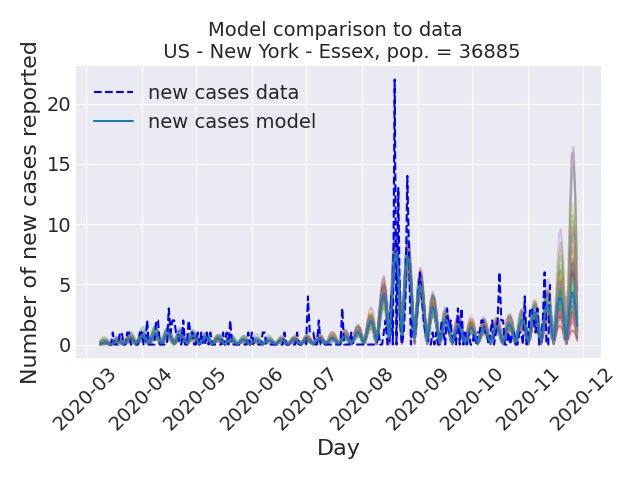 Model comparison to data
US - New York - Essex, pop. = 36885
Number of new cases reported
new cases data
new cases model
20
15
10
5
0
2020-03
2020-04
2020-05
2020-06
2020-07
2020-08
2020-09
2020-10
2020-11
2020-12
Day